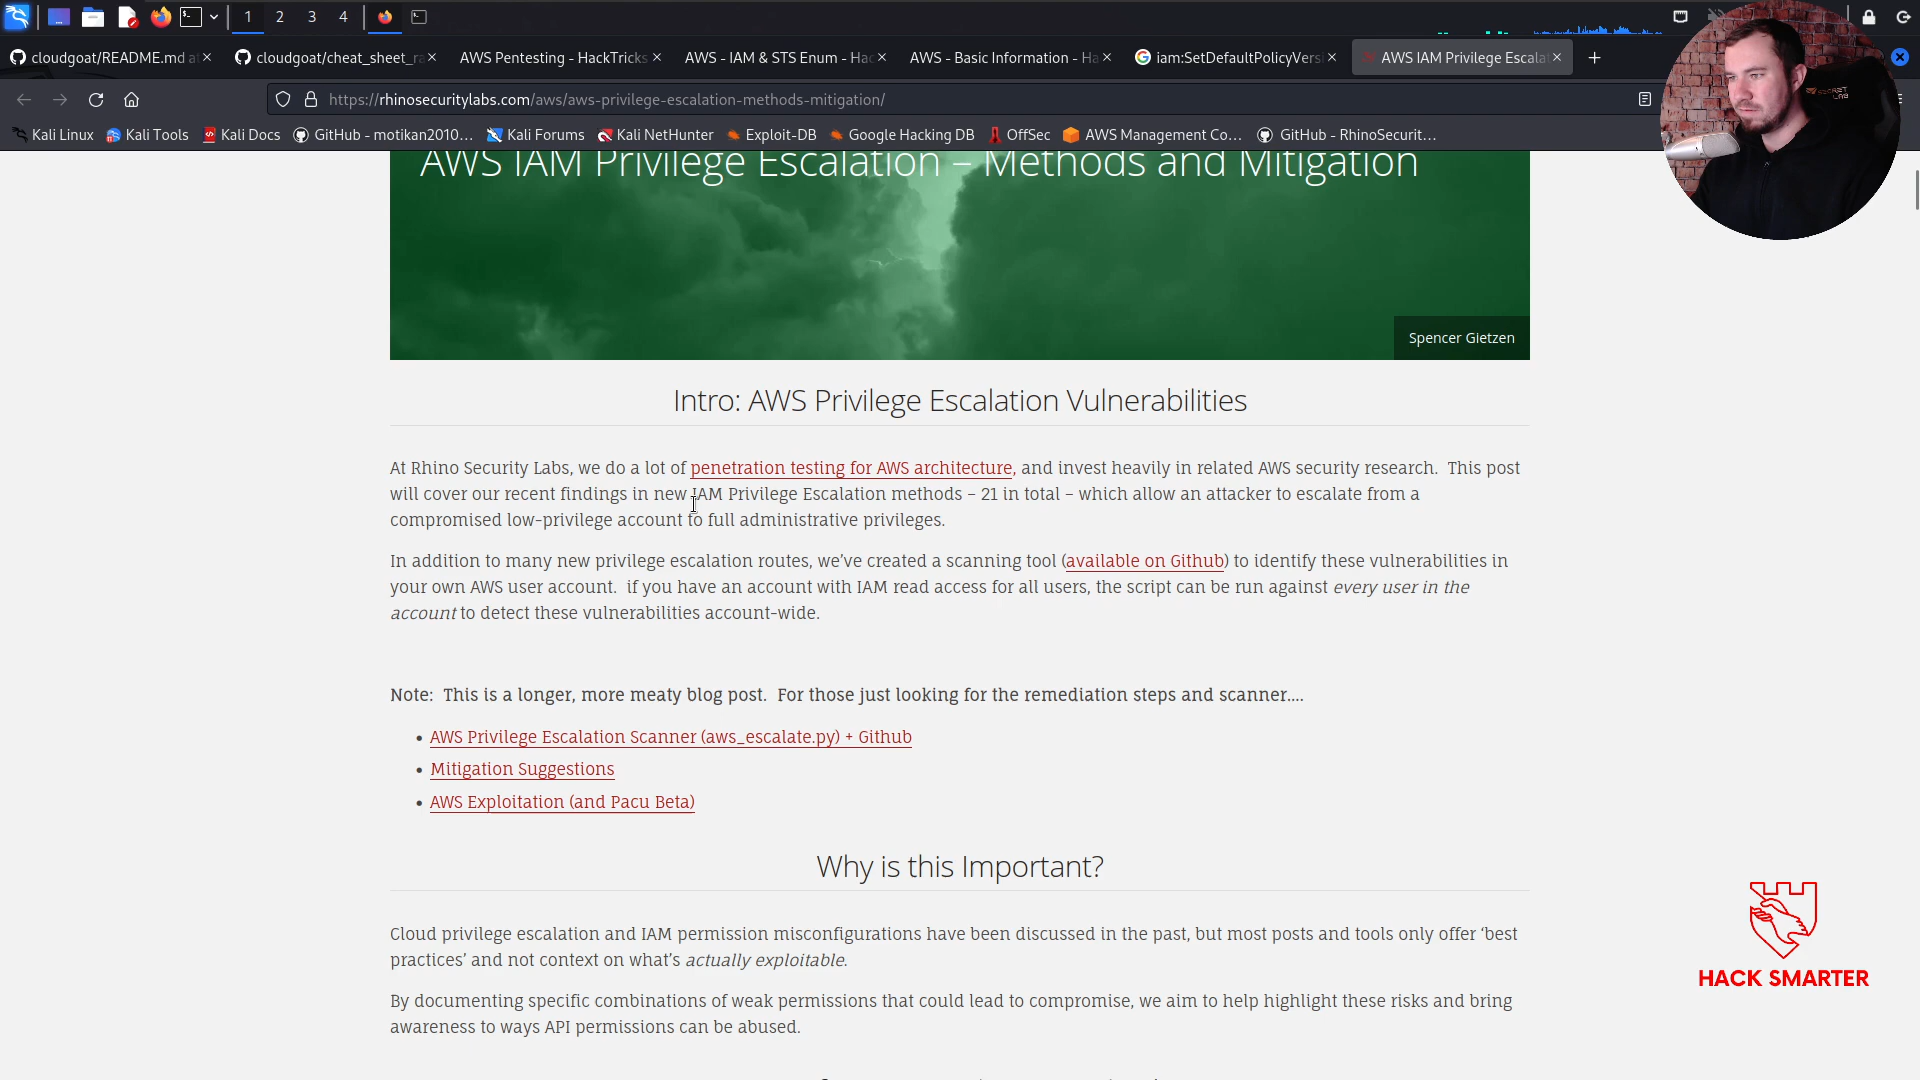 1 2 3 4
cloudgoat/README.md at
cloudgoat/cheat_sheet_ra
AWS Pentesting - HackTricks
AWS - IAM & STS Enum - Hac
AWS - Basic Information - Ha
iam:SetDefaultPolicyVersi
AWS IAM Privilege Escalat
https://rhinosecuritylabs.com/aws/aws-privilege-escalation-methods-mitigation/
Kali Linux
Kali Tools
Kali Docs
GitHub - motikan2010...
Kali Forums
Kali NetHunter
Exploit-DB
Google Hacking DB
OffSec
AWS Management Co...
GitHub - RhinoSecurit...
SECRET
LAB
AWS IAM Privilege Escalation – Methods and Mitigation
Spencer Gietzen
Intro: AWS Privilege Escalation Vulnerabilities
At Rhino Security Labs, we do a lot of penetration testing for AWS architecture, and invest heavily in related AWS security research. This post
will cover our recent findings in new IAM Privilege Escalation methods – 21 in total – which allow an attacker to escalate from a
compromised low-privilege account to full administrative privileges.
In addition to many new privilege escalation routes, we've created a scanning tool (available on Github) to identify these vulnerabilities in
your own AWS user account. if you have an account with IAM read access for all users, the script can be run against every user in the
account to detect these vulnerabilities account-wide.
Note: This is a longer, more meaty blog post. For those just looking for the remediation steps and scanner....
• AWS Privilege Escalation Scanner (aws_escalate.py) + Github
• Mitigation Suggestions
• AWS Exploitation (and Pacu Beta)
Why is this Important?
Cloud privilege escalation and IAM permission misconfigurations have been discussed in the past, but most posts and tools only offer ‘best
practices’ and not context on what’s actually exploitable.
By documenting specific combinations of weak permissions that could lead to compromise, we aim to help highlight these risks and bring
awareness to ways API permissions can be abused.
HACK SMARTER